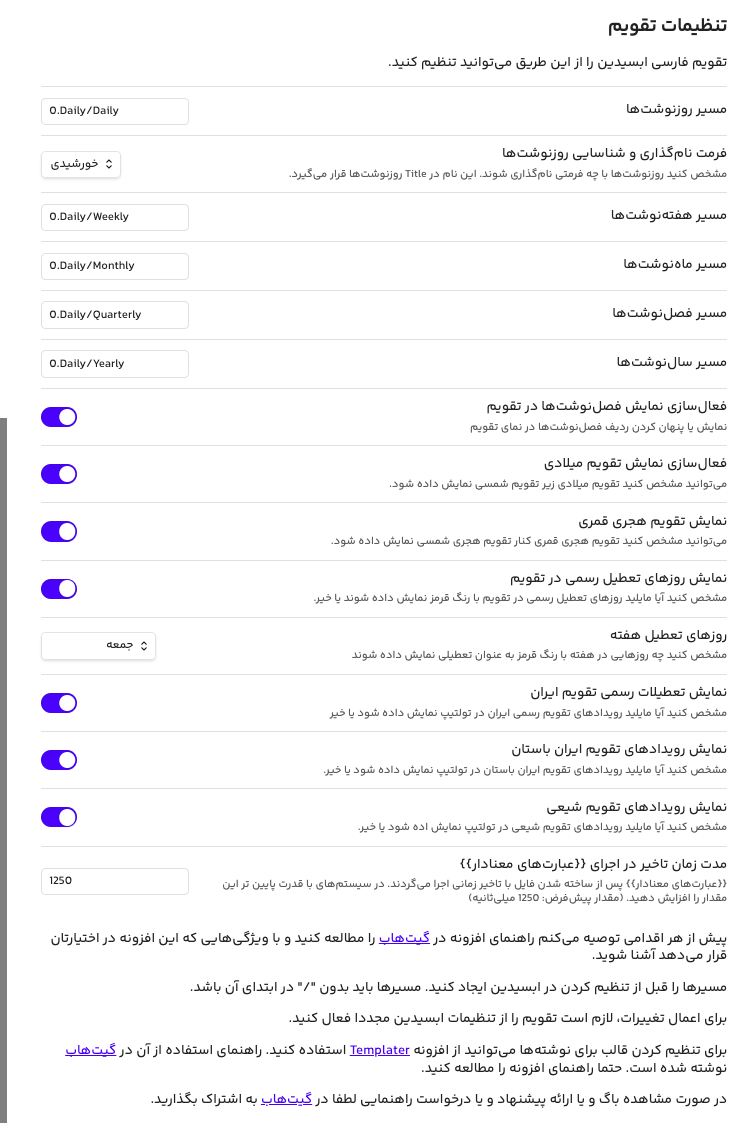 تنظیمات تقویم
تقویم فارسی ابسیدین را از این طریق می‌توانید تنظیم کنید.
مسیر روزنوشت‌ها
0.Daily/Daily
فرمت نام‌گذاری و شناسایی روزنوشت‌ها
مشخص کنید روزنوشت‌ها با چه فرمتی نام‌گذاری شوند. این نام در Title روزنوشت‌ها قرار می‌گیرد.
خورشیدی
مسیر هفته‌نوشت‌ها
0.Daily/Weekly
مسیر ماه‌نوشت‌ها
0.Daily/Monthly
مسیر فصل‌نوشت‌ها
0.Daily/Quarterly
مسیر سال‌نوشت‌ها
0.Daily/Yearly
فعال‌سازی نمایش فصل‌نوشت‌ها در تقویم
نمایش یا پنهان کردن ردیف فصل‌نوشت‌ها در نمای تقویم
فعال‌سازی نمایش تقویم میلادی
می‌توانید مشخص کنید تقویم میلادی زیر تقویم شمسی نمایش داده شود.
نمایش تقویم هجری قمری
می‌توانید مشخص کنید تقویم هجری قمری کنار تقویم هجری شمسی نمایش داده شود.
نمایش روزهای تعطیل رسمی در تقویم
مشخص کنید آیا مایلید روزهای تعطیل رسمی در تقویم با رنگ قرمز نمایش داده شوند یا خیر.
روزهای تعطیل هفته
مشخص کنید چه روزهایی در هفته با رنگ قرمز به عنوان تعطیلی نمایش داده شوند
جمعه
نمایش تعطیلات رسمی تقویم ایران
مشخص کنید آیا مایلید رویدادهای تقویم رسمی ایران در تولتیپ نمایش داده شود یا خیر
نمایش رویدادهای تقویم ایران باستان
مشخص کنید آیا مایلید رویدادهای تقویم ایران باستان در تولتیپ نمایش داده شود یا خیر.
نمایش رویدادهای تقویم شیعی
مشخص کنید آیا مایلید رویدادهای تقویم شیعی در تولتیپ نمایش اده شود یا خیر.
مدت زمان تاخیر در اجرای {{عبارت‌های معنادار}}
{{عبارت‌های معنادار}} پس از ساخته شدن فایل با تاخیر زمانی اجرا می‌گردند. در سیستم‌های با قدرت پایین تر این
مقدار را افزایش دهید. (مقدار پیش‌فرض: 1250 میلی‌ثانیه)
1250
پیش از هر اقدامی توصیه می‌کنم راهنمای افزونه در گیت‌هاب را مطالعه کنید و با ویژگی‌هایی که این افزونه در اختیارتان
قرار می‌دهد آشنا شوید.
مسیرها را قبل از تنظیم کردن در ابسیدین ایجاد کنید. مسیرها باید بدون "/" در ابتدای آن باشد.
برای اعمال تغییرات، لازم است تقویم را از تنظیمات ابسیدین مجددا فعال کنید.
برای تنظیم کردن قالب برای نوشته‌ها می‌توانید از افزونه Templater استفاده کنید. راهنمای استفاده از آن در گیت‌هاب
نوشته شده است. حتما راهنمای افزونه را مطالعه کنید.
در صورت مشاهده باگ و یا ارائه پیشنهاد و یا درخواست راهنمایی لطفا در گیت‌هاب به اشتراک بگذارید.